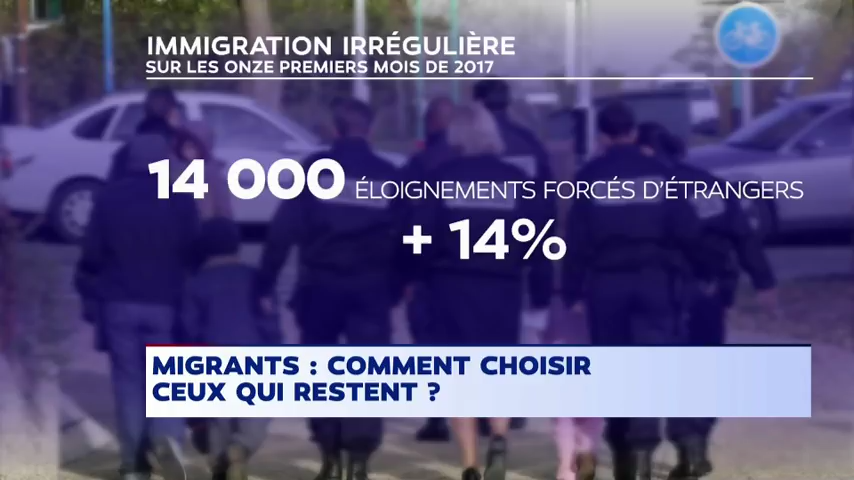 IMMIGRATION IRRÉGULIÈRE
SUR LES ONZE PREMIERS MOIS DE 2017
14 000 ÉLOIGNEMENTS FORCÉS D'ÉTRANGERS
+ 14%
MIGRANTS : COMMENT CHOISIR
CEUX QUI RESTENT ?